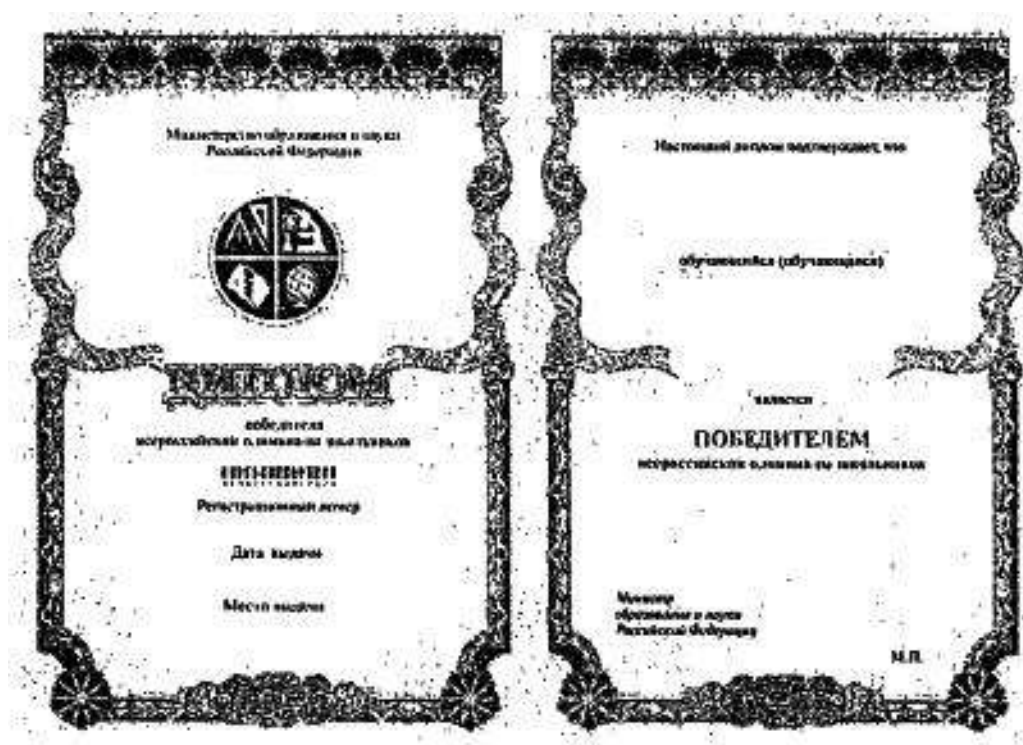 Министерство образования и науки
Российской Федерации
ДИПЛОМ
победителя
всероссийской олимпиады школьников
Регистрационный номер
Дата выдачи
Место выдачи
Настоящий диплом подтверждает, что
обучающийся (обучающаяся)
является
ПОБЕДИТЕЛЕМ
всероссийской олимпиады школьников
Министр
образования и науки
Российской Федерации
М.П.